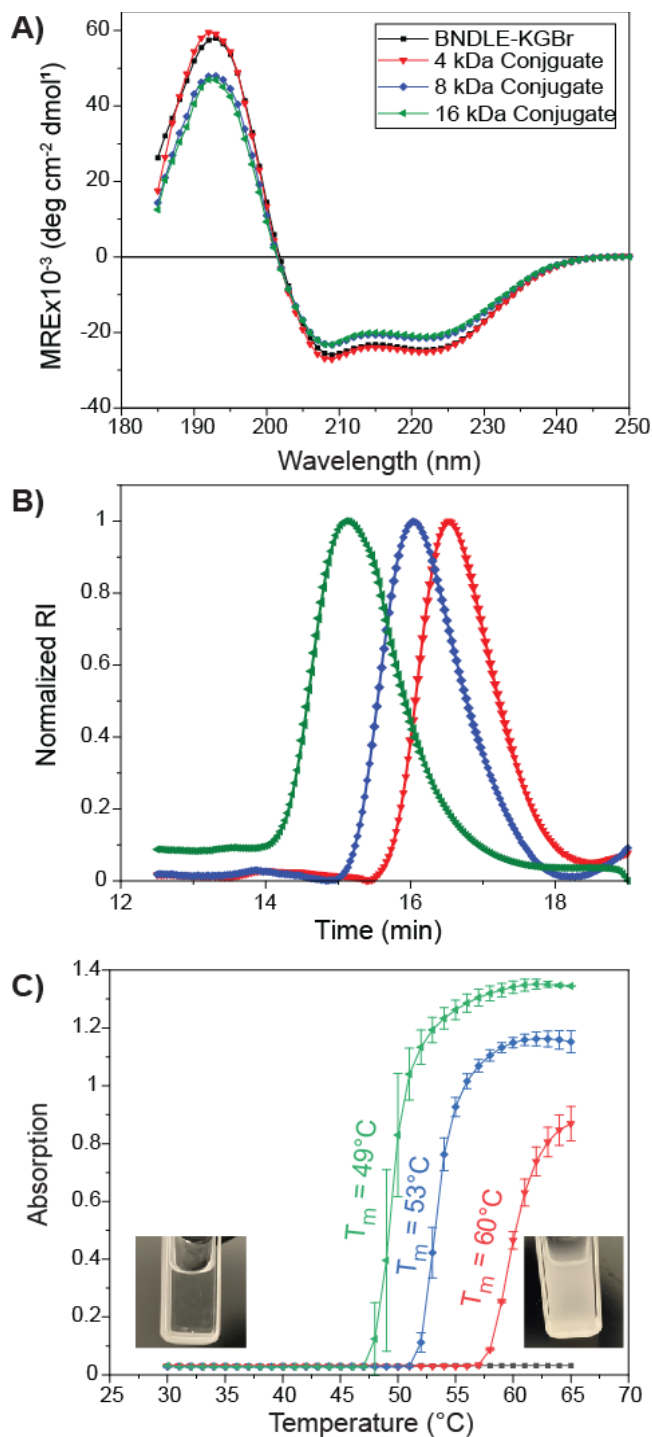 A)
60
40
20
0
-20
-40
MREx10⁻³ (deg cm⁻² dmol¹)
BNDLE-KGBr
4 kDa Conjguate
8 kDa Conjugate
16 kDa Conjugate
180 190 200 210 220 230 240 250
Wavelength (nm)
B)
1
0.8
0.6
0.4
0.2
0
Normalized RI
12 14 16 18
Time (min)
C)
1.4
1.2
1
0.8
0.6
0.4
0.2
0
Absorption
Tₘ = 49°C
Tₘ = 53°C
Tₘ = 60°C
25 30 35 40 45 50 55 60 65 70
Temperature (°C)